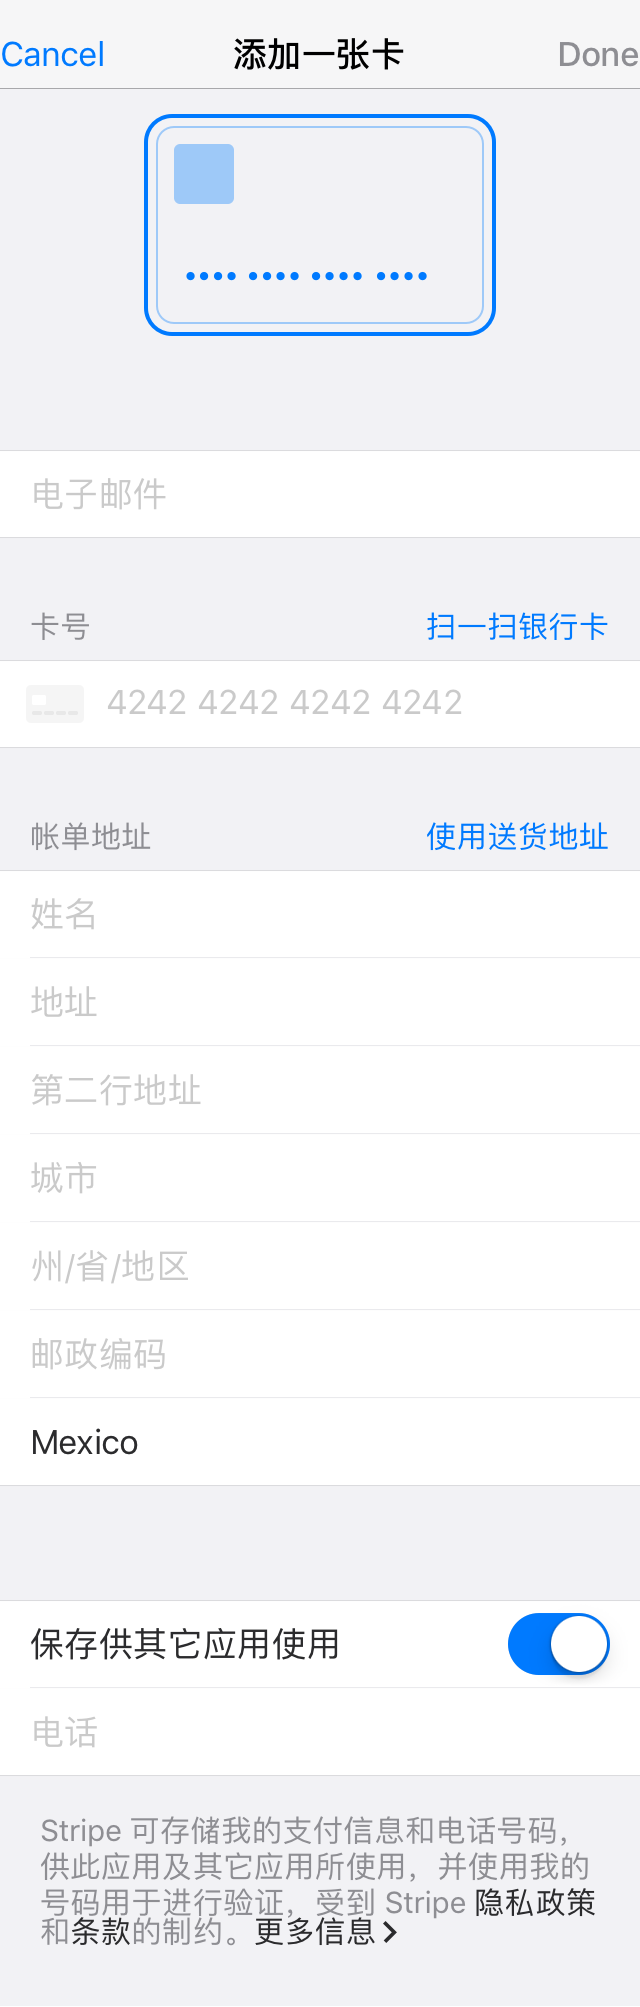 Cancel 添加一张卡 Done
•••• •••• •••• ••••
电子邮件
卡号 扫一扫银行卡
4242 4242 4242 4242
帐单地址 使用送货地址
姓名
地址
第二行地址
城市
州/省/地区
邮政编码
Mexico
保存供其它应用使用
电话
Stripe 可存储我的支付信息和电话号码，
供此应用及其它应用所使用，并使用我的
号码用于进行验证，受到 Stripe 隐私政策
和条款的制约。更多信息